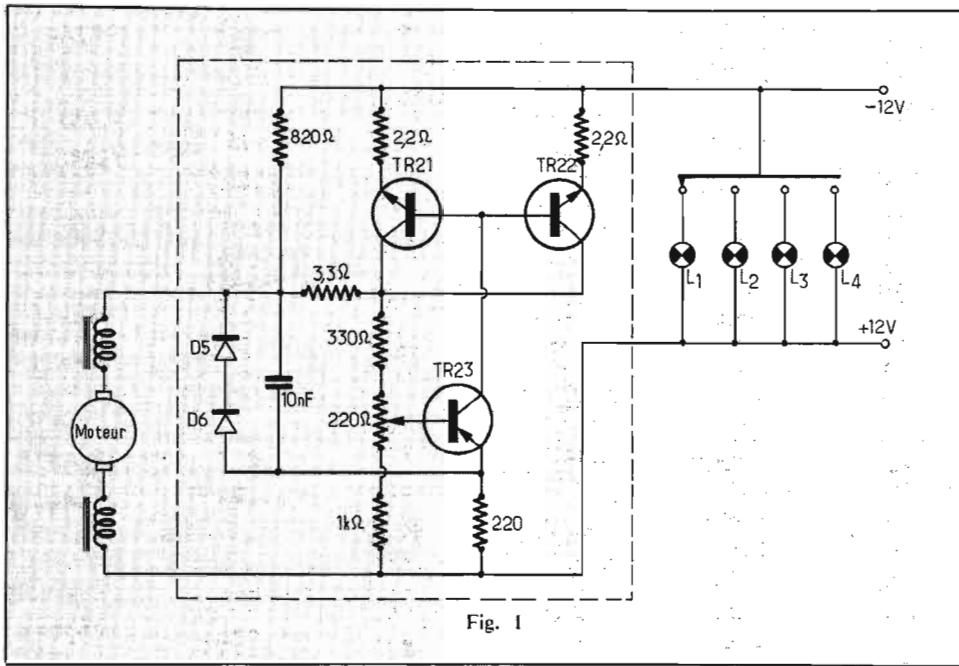 -12V
820Ω
2,2Ω
2,2Ω
TR21
TR22
L1
L2
L3
L4
3,3Ω
+12V
D5
330Ω
TR23
10nF
D6
220Ω
Moteur
1kΩ
220
Fig. 1